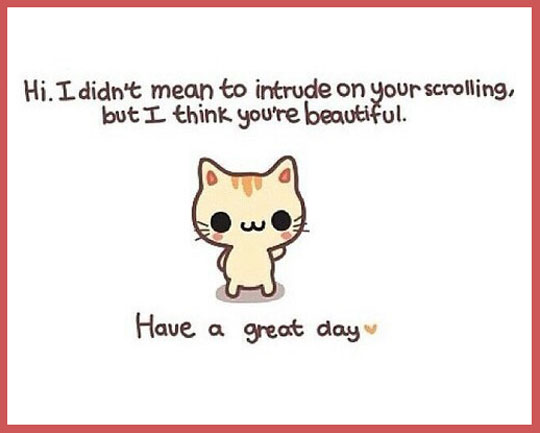 Hi. I didn't mean to intrude on your scrolling,
but I think you're beautiful.
Have a great day